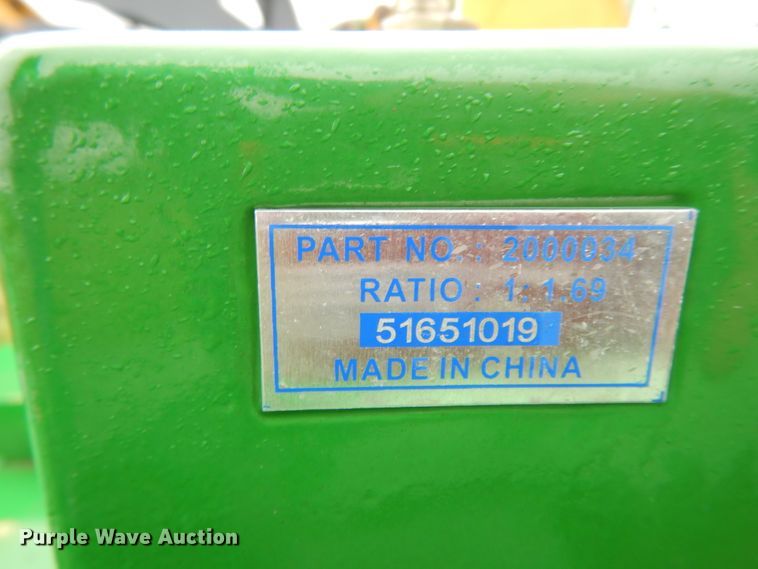 PART NO.: 2000034
RATIO: 1: 1.69
51651019
MADE IN CHINA
Purple Wave Auction